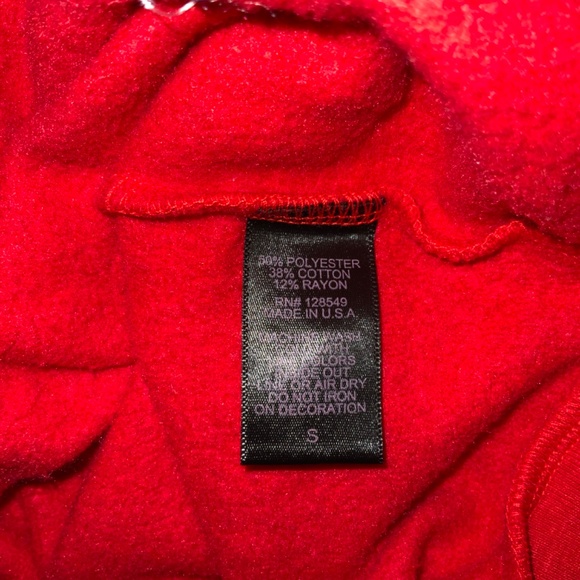 50% POLYESTER
38% COTTON
12% RAYON
RN# 128549
MADE IN U.S.A.
MACHINE WASH
COLORS
INSIDE OUT
LINE OR AIR DRY
DO NOT IRON
ON DECORATION
S